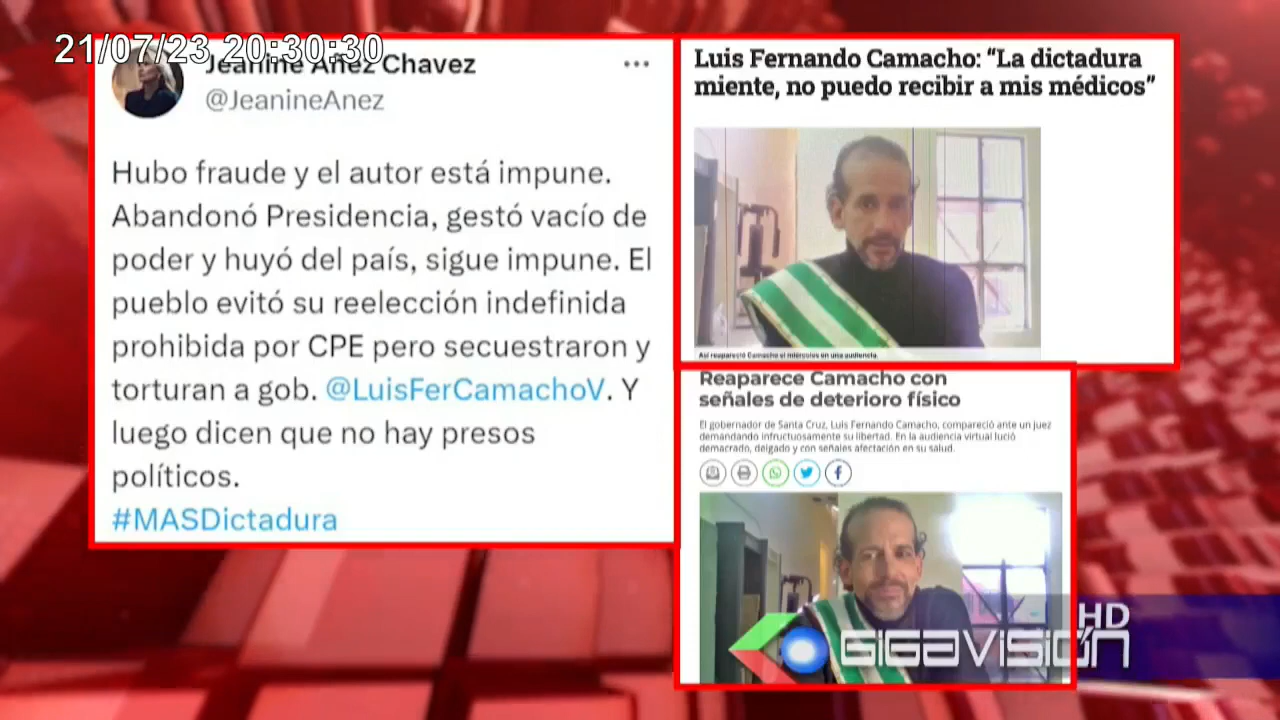 21/07/23 20:30:30
Jeanine Áñez Chavez
@JeanineAnez
Hubo fraude y el autor está impune.
Abandonó Presidencia, gestó vacío de
poder y huyó del país, sigue impune. El
pueblo evitó su reelección indefinida
prohibida por CPE pero secuestraron y
torturan a gob. @LuisFerCamachoV. Y
luego dicen que no hay presos
políticos.
#MASDictadura
Luis Fernando Camacho: “La dictadura
miente, no puedo recibir a mis médicos”
Así reapareció Camacho el miércoles en una audiencia.
Reaparece Camacho con
señales de deterioro físico
El gobernador de Santa Cruz, Luis Fernando Camacho, compareció ante un juez
demandando infructuosamente su libertad. En la audiencia virtual lució
demacrado, delgado y con señales afectación en su salud.
HD
GIGAVISIÓN